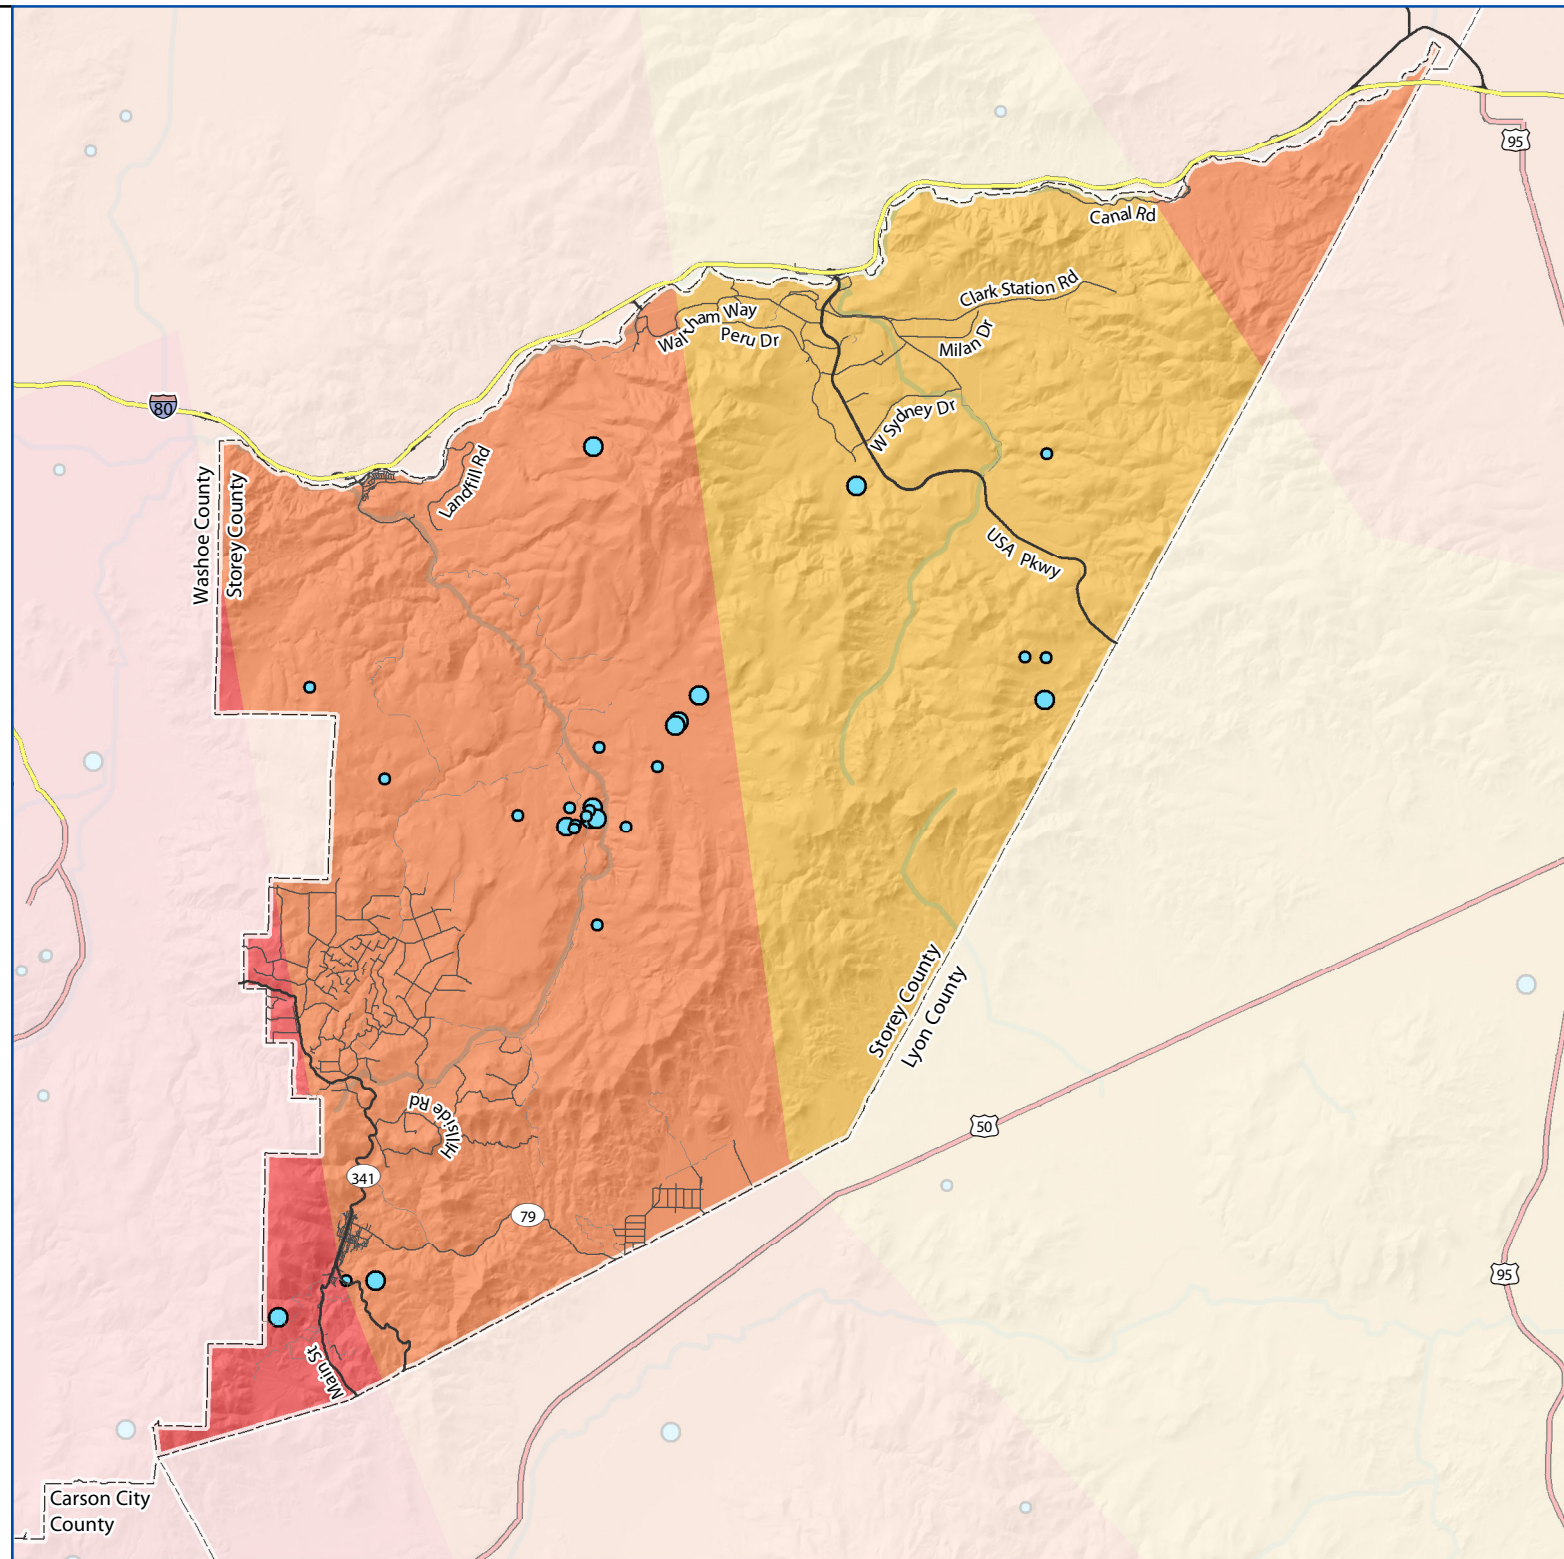 95
Canal Rd
Clark Station Rd
Waltham Way
Peru Dr
Milan Dr
80
W Sydney Dr
Landfill Rd
Washoe County
Storey County
USA Pkwy
Storey County
Lyon County
Hillside Rd
50
341
79
95
Main St
Carson City
County